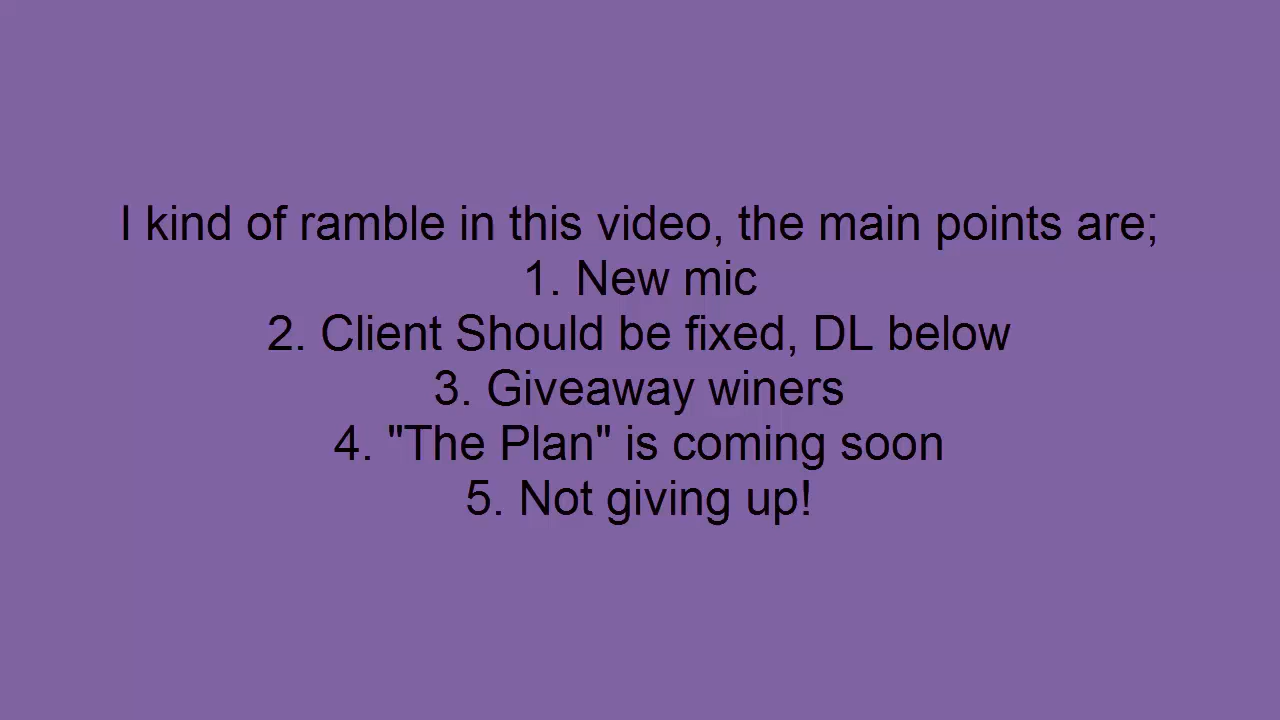 I kind of ramble in this video, the main points are;
1. New mic
2. Client Should be fixed, DL below
3. Giveaway winers
4. "The Plan" is coming soon
5. Not giving up!